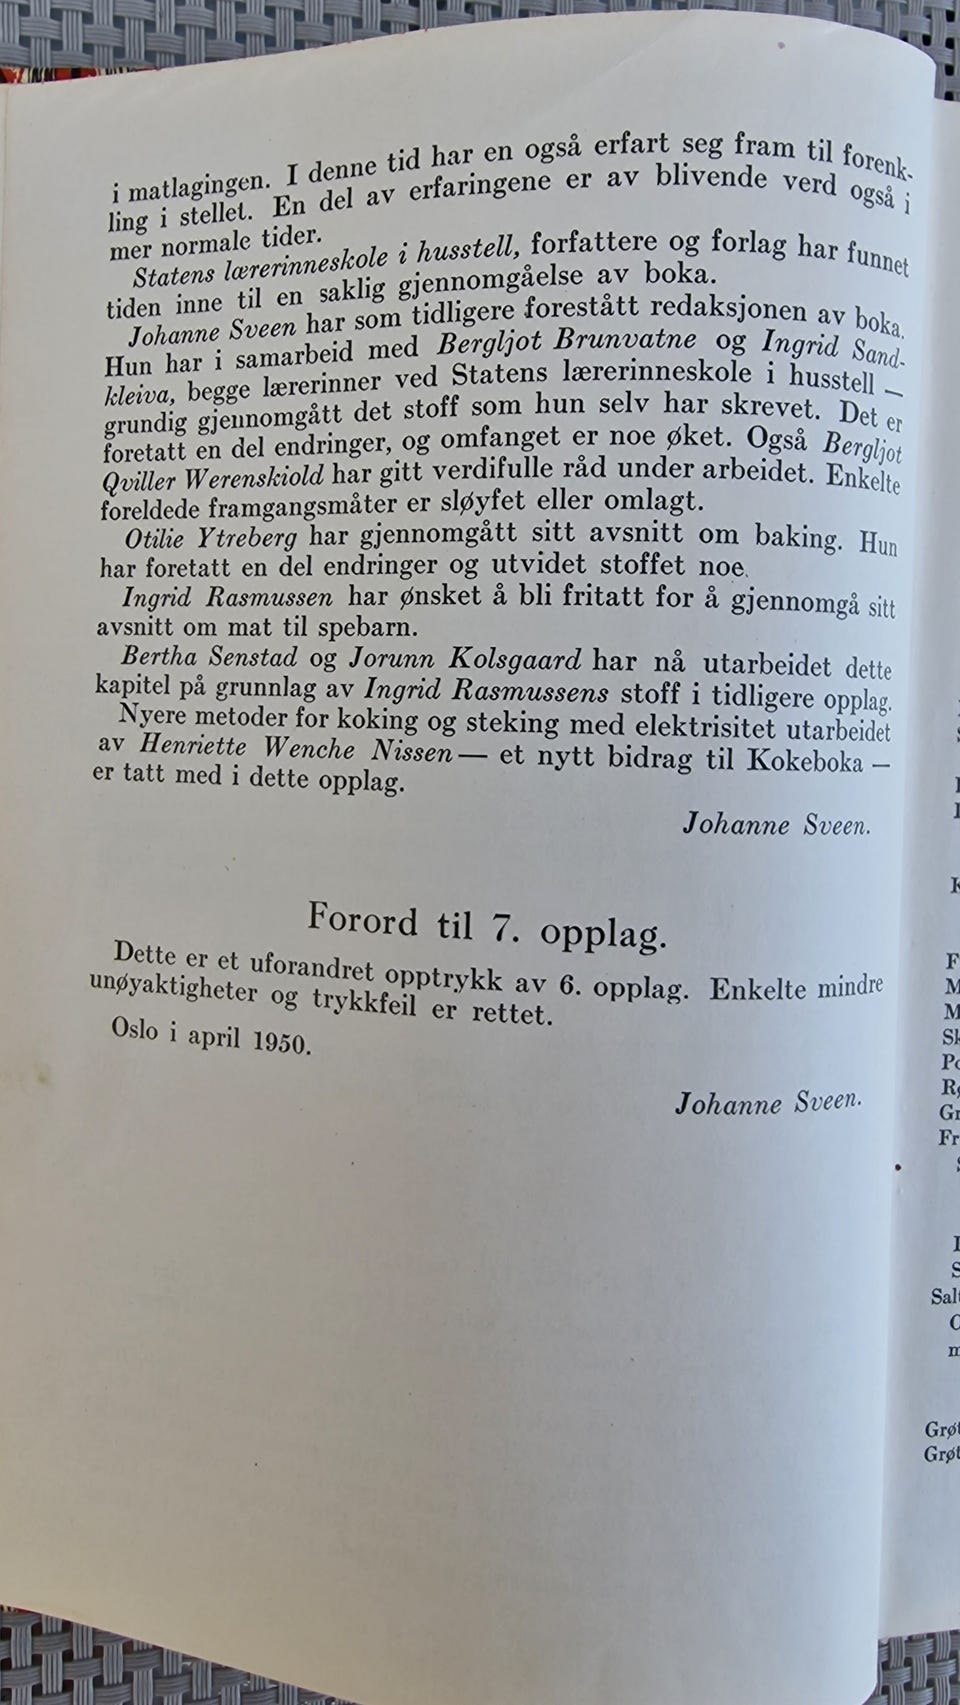 i matlagingen. I denne tid har en også erfart seg fram til forenk-
ling i stellet. En del av erfaringene er av blivende verd også i
mer normale tider.
Statens lærerinneskole i husstell, forfattere og forlag har funnet
tiden inne til en saklig gjennomgåelse av boka.
Johanne Sveen har som tidligere forestått redaksjonen av boka.
Hun har i samarbeid med Bergljot Brunvatne og Ingrid Sand-
kleiva, begge lærerinner ved Statens lærerinneskole i husstell —
grundig gjennomgått det stoff som hun selv har skrevet. Det er
foretatt en del endringer, og omfanget er noe øket. Også Bergljot
Qviller Werenskiold har gitt verdifulle råd under arbeidet. Enkelte
foreldede framgangsmåter er sløyfet eller omlagt.
Otilie Ytreberg har gjennomgått sitt avsnitt om baking. Hun
har foretatt en del endringer og utvidet stoffet noe.
Ingrid Rasmussen har ønsket å bli fritatt for å gjennomgå sitt
avsnitt om mat til spebarn.
Bertha Senstad og Jorunn Kolsgaard har nå utarbeidet dette
kapitel på grunnlag av Ingrid Rasmussens stoff i tidligere opplag.
Nyere metoder for koking og steking med elektrisitet utarbeidet
av Henriette Wenche Nissen — et nytt bidrag til Kokeboka —
er tatt med i dette opplag.
Johanne Sveen.
Forord til 7. opplag.
Dette er et uforandret opptrykk av 6. opplag. Enkelte mindre
unøyaktigheter og trykkfeil er rettet.
Oslo i april 1950.
Johanne Sveen.